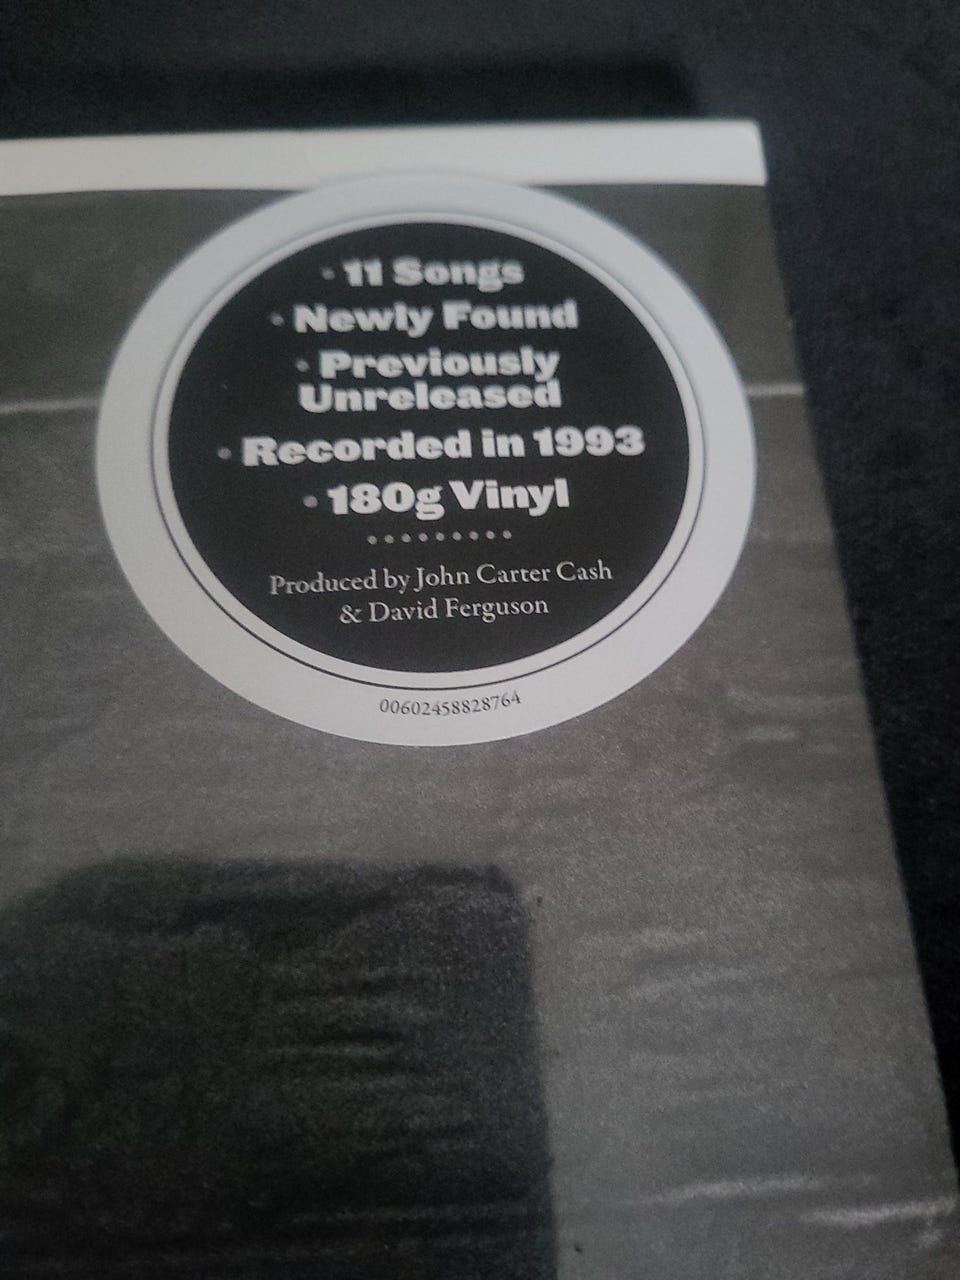 • 11 Songs
• Newly Found
• Previously
Unreleased
• Recorded in 1993
• 180g Vinyl
Produced by John Carter Cash
& David Ferguson
00602458828764